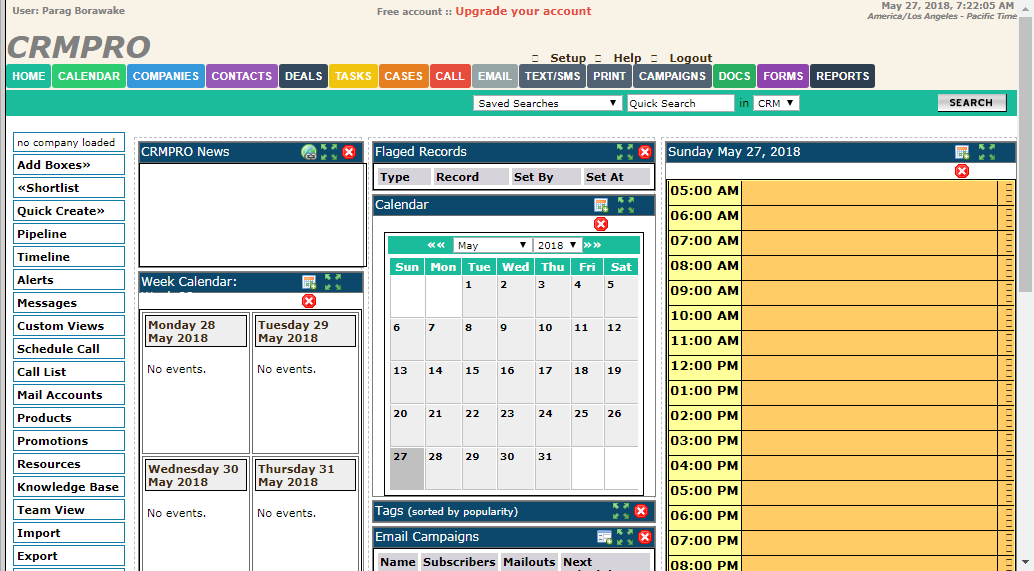 User: Parag Borawake
Free account :: Upgrade your account
May 27, 2018, 7:22:05 AM
America/Los Angeles - Pacific Time
CRMPRO
Setup Help Logout
HOME CALENDAR COMPANIES CONTACTS DEALS TASKS CASES CALL EMAIL TEXT/SMS PRINT CAMPAIGNS DOCS FORMS REPORTS
Saved Searches Quick Search in CRM SEARCH
no company loaded
Add Boxes»
«Shortlist
Quick Create»
Pipeline
Timeline
Alerts
Messages
Custom Views
Schedule Call
Call List
Mail Accounts
Products
Promotions
Resources
Knowledge Base
Team View
Import
Export
CRMPRO News
Week Calendar:
Monday 28
May 2018
No events.
Tuesday 29
May 2018
No events.
Wednesday 30
May 2018
No events.
Thursday 31
May 2018
No events.
Flaged Records
Type Record Set By Set At
Calendar
«« May 2018 »»
Sun Mon Tue Wed Thu Fri Sat
1 2 3 4 5
6 7 8 9 10 11 12
13 14 15 16 17 18 19
20 21 22 23 24 25 26
27 28 29 30 31
Tags (sorted by popularity)
Email Campaigns
Name Subscribers Mailouts Next
Sunday May 27, 2018
05:00 AM
06:00 AM
07:00 AM
08:00 AM
09:00 AM
10:00 AM
11:00 AM
12:00 PM
01:00 PM
02:00 PM
03:00 PM
04:00 PM
05:00 PM
06:00 PM
07:00 PM
08:00 PM